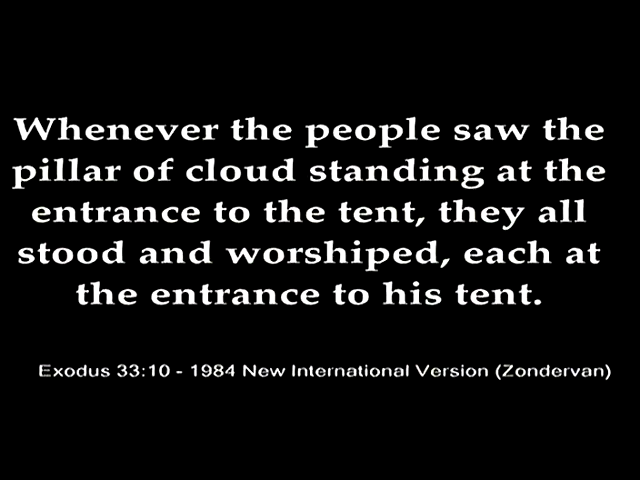 Whenever the people saw the
pillar of cloud standing at the
entrance to the tent, they all
stood and worshiped, each at
the entrance to his tent.
Exodus 33:10 - 1984 New International Version (Zondervan)